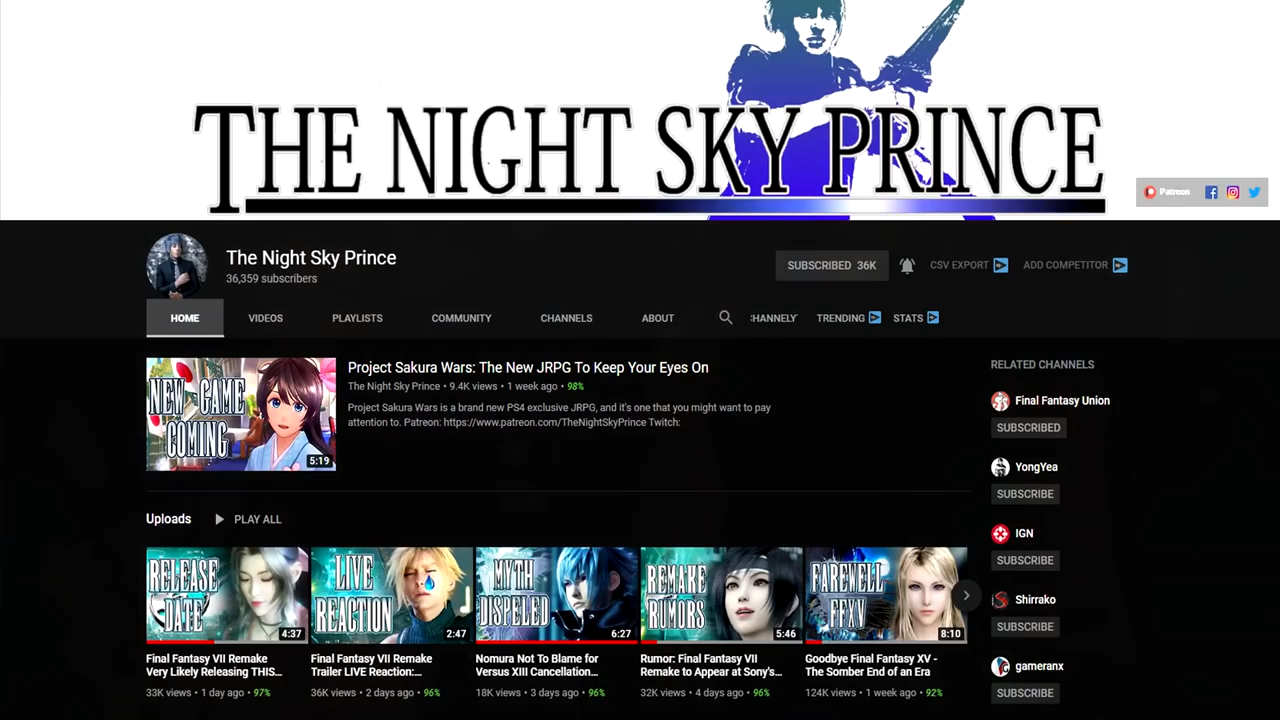 THE NIGHT SKY PRINCE
Patreon
The Night Sky Prince
36,359 subscribers
SUBSCRIBED 36K
CSV EXPORT
ADD COMPETITOR
HOME
VIDEOS
PLAYLISTS
COMMUNITY
CHANNELS
ABOUT
:HANNELY
TRENDING
STATS
NEW GAME
COMING
5:19
Project Sakura Wars: The New JRPG To Keep Your Eyes On
The Night Sky Prince • 9.4K views • 1 week ago • 98%
Project Sakura Wars is a brand new PS4 exclusive JRPG, and it's one that you might want to pay
attention to. Patreon: https://www.patreon.com/TheNightSkyPrince Twitch:
RELATED CHANNELS
Final Fantasy Union
SUBSCRIBED
YongYea
SUBSCRIBE
IGN
SUBSCRIBE
Shirrako
SUBSCRIBE
gameranx
SUBSCRIBE
Uploads
PLAY ALL
RELEASE
DATE
4:37
Final Fantasy VII Remake
Very Likely Releasing THIS...
33K views • 1 day ago • 97%
LIVE
REACTION
2:47
Final Fantasy VII Remake
Trailer LIVE Reaction:...
36K views • 2 days ago • 96%
MYTH
DISPELED
6:27
Nomura Not To Blame for
Versus XIII Cancellation...
18K views • 3 days ago • 96%
REMAKE
RUMORS
5:46
Rumor: Final Fantasy VII
Remake to Appear at Sony's...
32K views • 4 days ago • 96%
FAREWELL
FFXV
8:10
Goodbye Final Fantasy XV -
The Somber End of an Era
124K views • 1 week ago • 92%